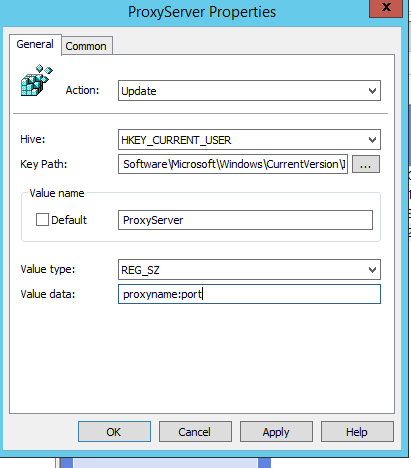 ProxyServer Properties
x
General
Common
Action:
Update
Hive:
HKEY_CURRENT_USER
Key Path:
Software\Microsoft\Windows\CurrentVersion\
...
Value name
Default
ProxyServer
Value type:
REG_SZ
Value data:
proxyname:port
OK
Cancel
Apply
Help